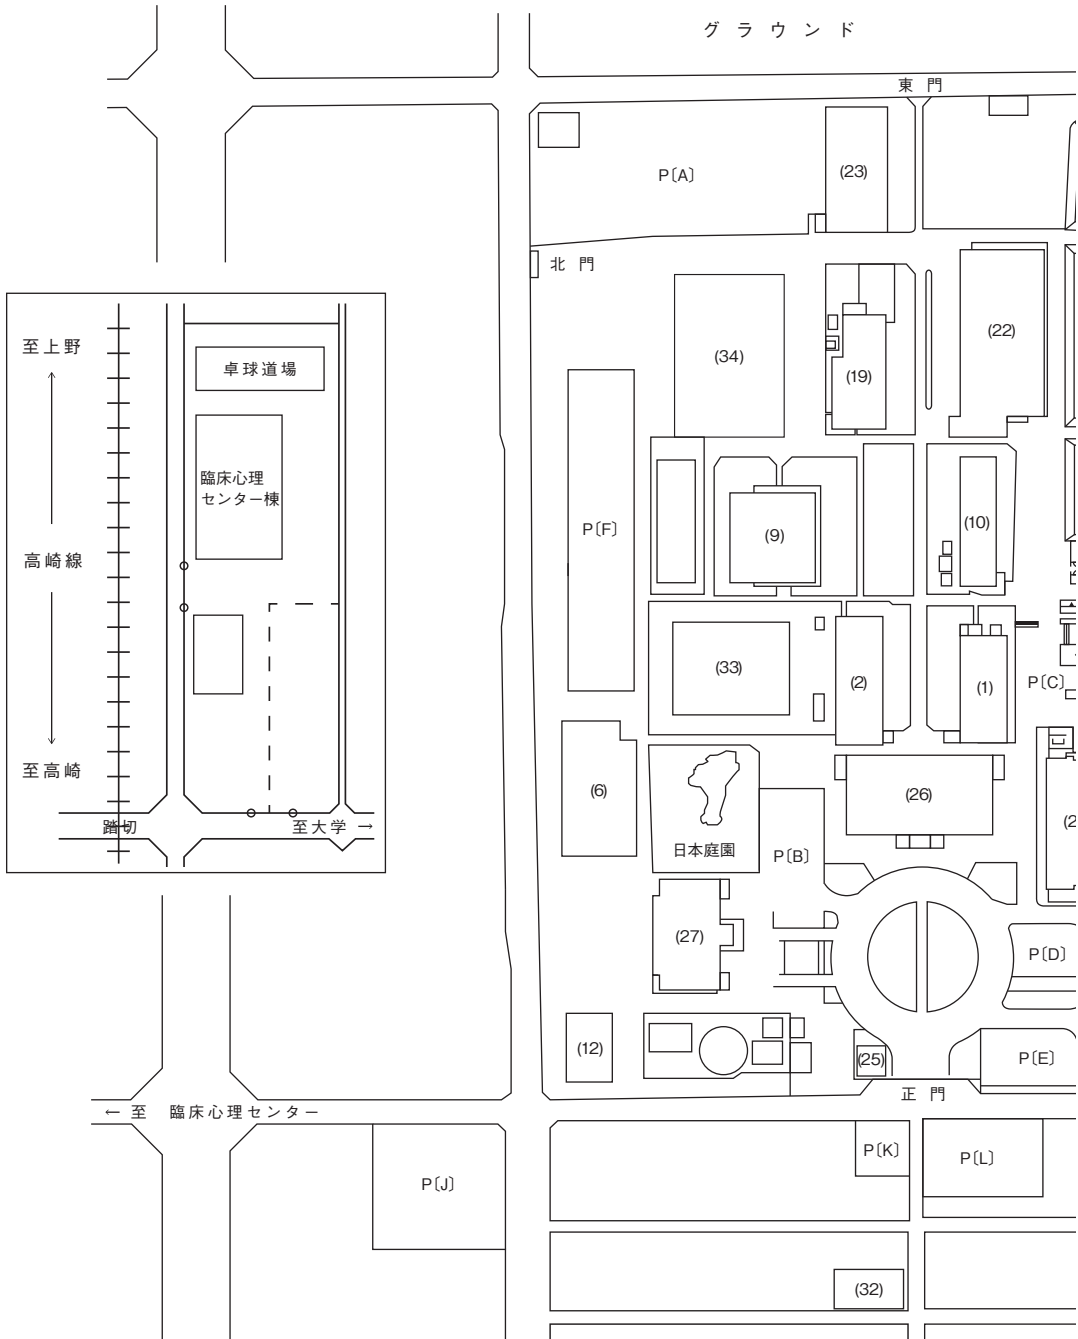 グラウンド
東門
P〔A〕
(23)
北門
(22)
(34)
(19)
至上野
卓球道場
臨床心理
センター棟
高崎線
至高崎
踏切
至大学 →
P〔F〕
(9)
(10)
(33)
(2)
(1)
P〔C〕
(6)
(26)
日本庭園
P〔B〕
(27)
P〔D〕
(12)
(25)
P〔E〕
正門
← 至 臨床心理センター
P〔J〕
P〔K〕
P〔L〕
(32)